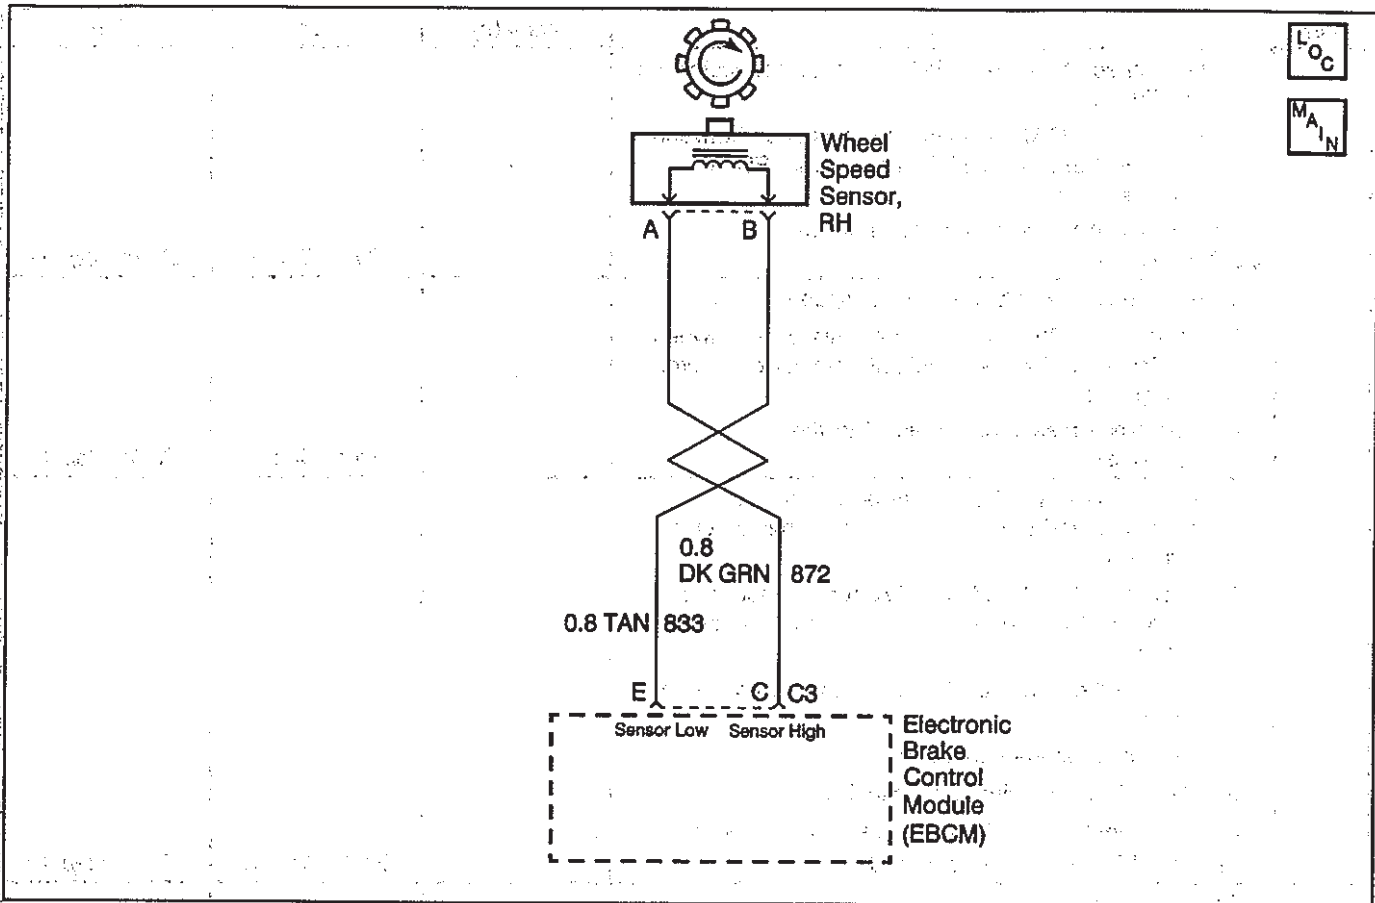 LOC
MAIN
Wheel
Speed
Sensor,
RH
A B
0.8
DK GRN 872
0.8 TAN 833
E C C3
Sensor Low Sensor High
Electronic
Brake
Control
Module
(EBCM)